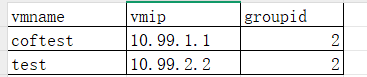 vmname vmip groupid
coftest 10.99.1.1 2
test 10.99.2.2 2